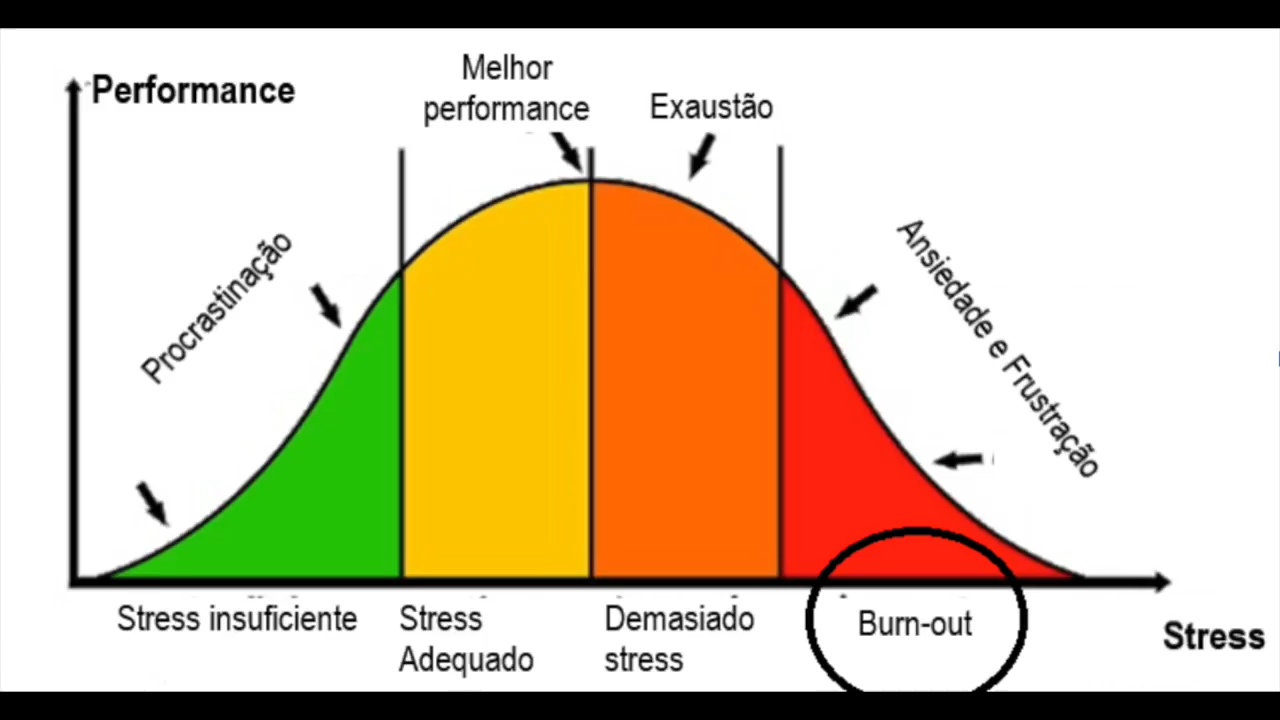 Performance
Melhor
performance
Exaustão
Procrastinação
Ansiedade e Frustração
Stress insuficiente
Stress
Adequado
Demasiado
stress
Burn-out
Stress